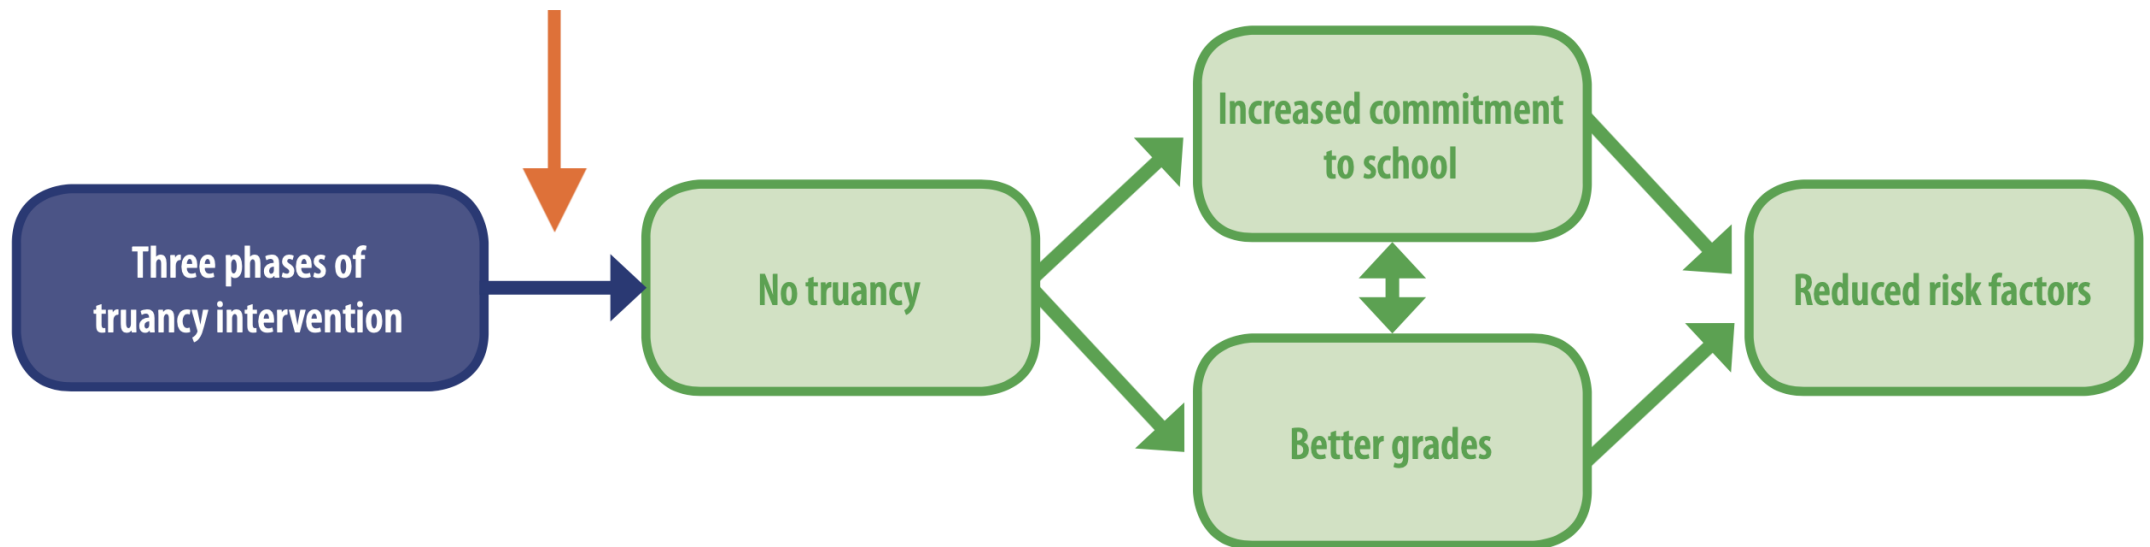 Three phases of
truancy intervention
No truancy
Increased commitment
to school
Better grades
Reduced risk factors